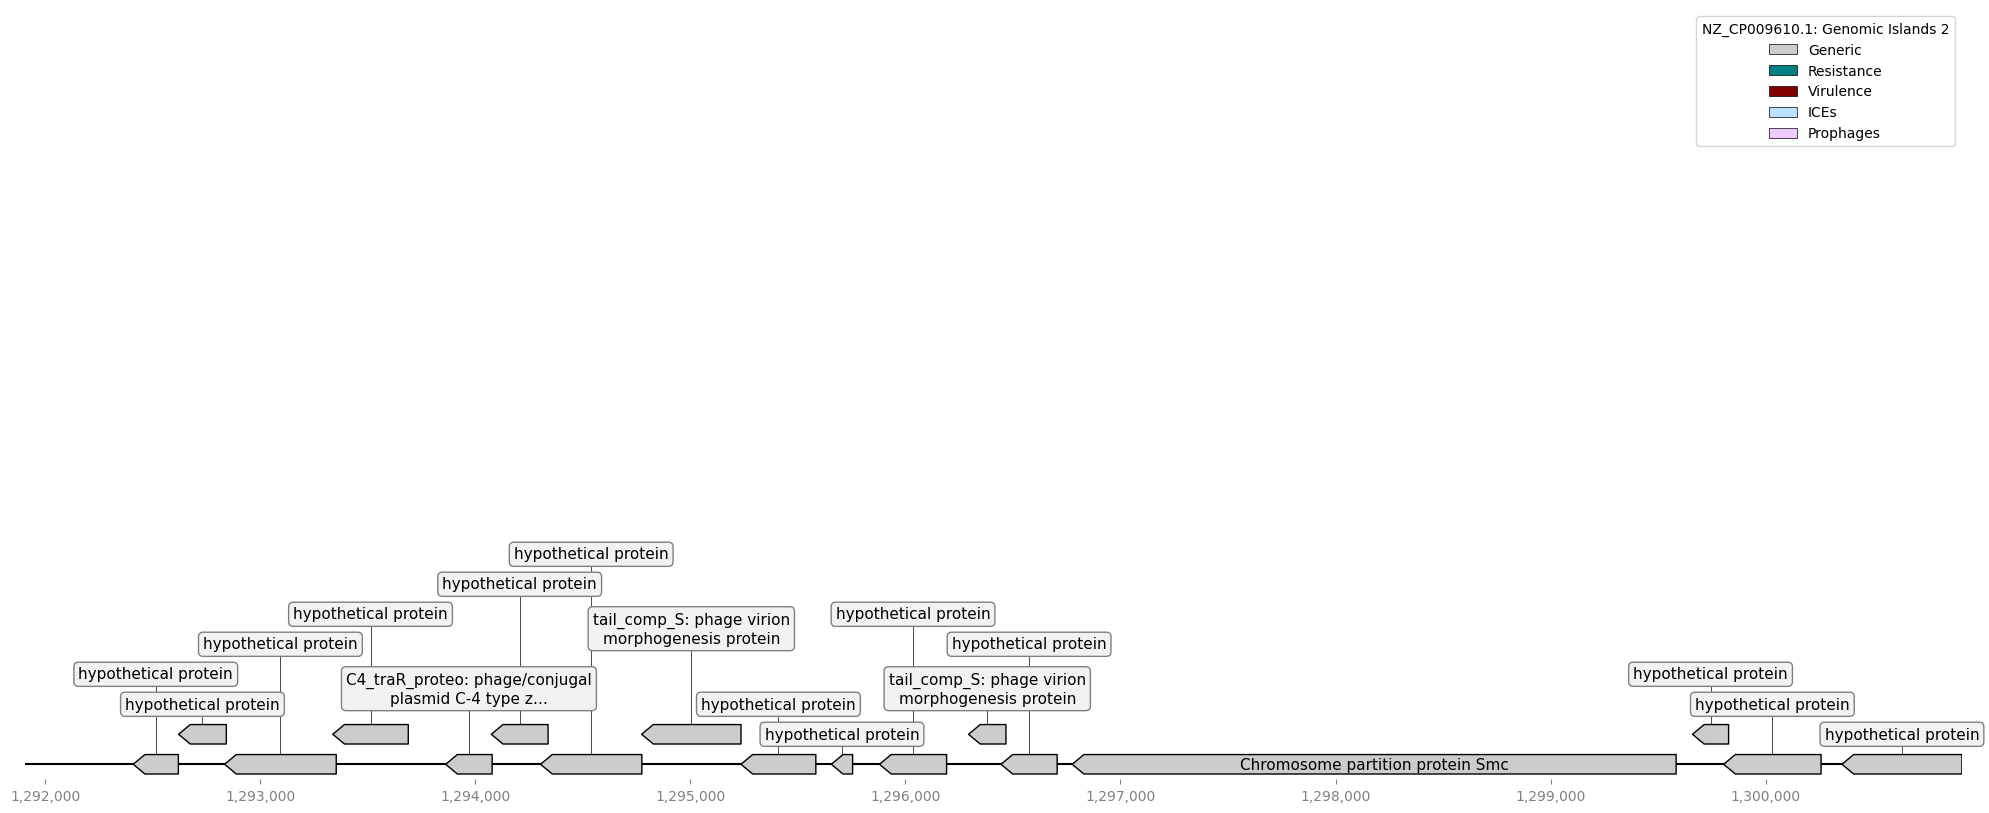 NZ_CP009610.1: Genomic Islands 2
Generic
Resistance
Virulence
ICEs
Prophages
hypothetical protein
hypothetical protein
hypothetical protein
hypothetical protein
tail_comp_S: phage virion
morphogenesis protein
hypothetical protein
hypothetical protein
hypothetical protein
hypothetical protein
C4_traR_proteo: phage/conjugal
plasmid C-4 type z...
tail_comp_S: phage virion
morphogenesis protein
hypothetical protein
hypothetical protein
hypothetical protein
hypothetical protein
hypothetical protein
hypothetical protein
Chromosome partition protein Smc
1,292,000
1,293,000
1,294,000
1,295,000
1,296,000
1,297,000
1,298,000
1,299,000
1,300,000